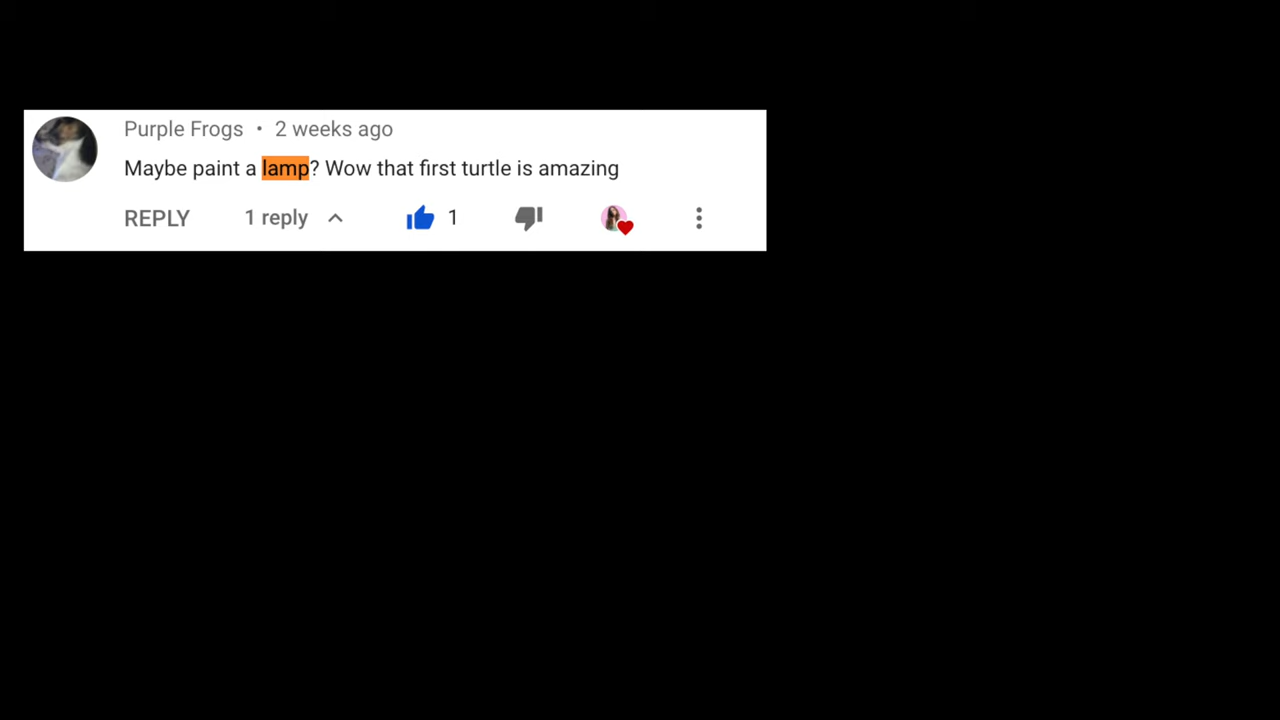 Purple Frogs • 2 weeks ago
Maybe paint a lamp? Wow that first turtle is amazing
REPLY 1 reply 1